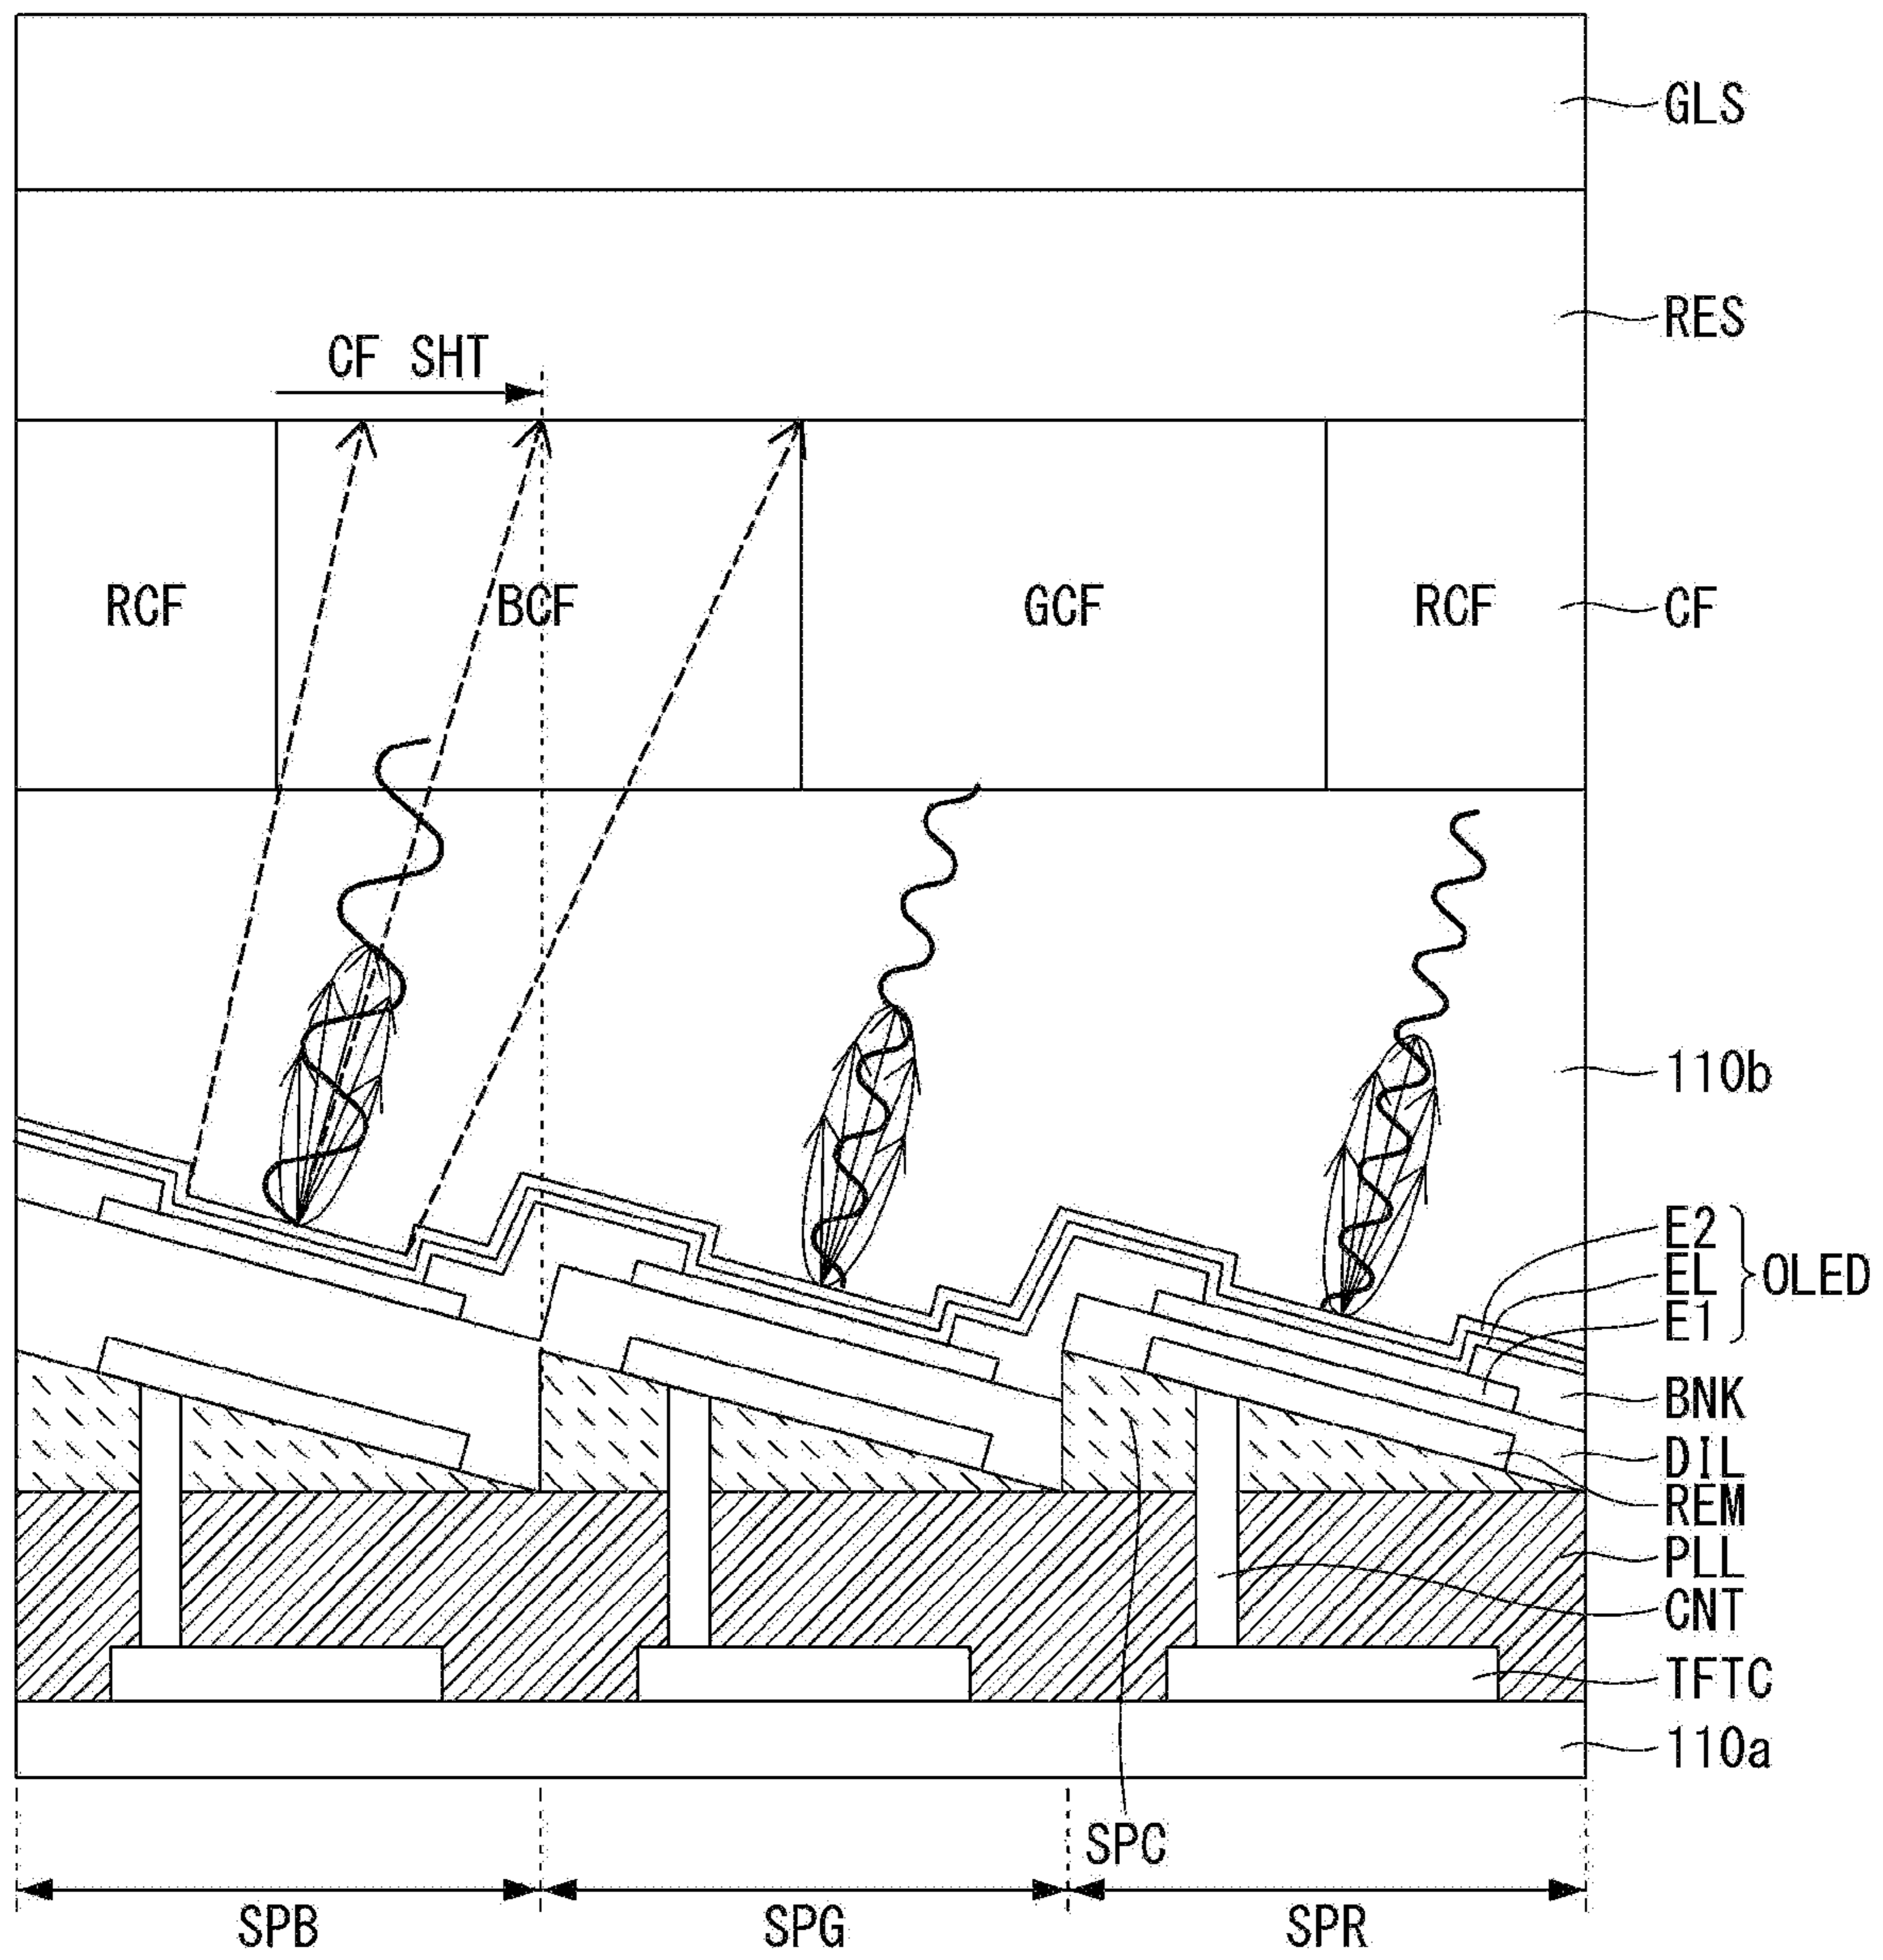 GLS
RES
CF SHT
RCF
BCF
GCF
RCF
CF
110b
E2
EL
OLED
E1
BNK
DIL
REM
PLL
CNT
TFTC
110a
SPC
SPB
SPG
SPR